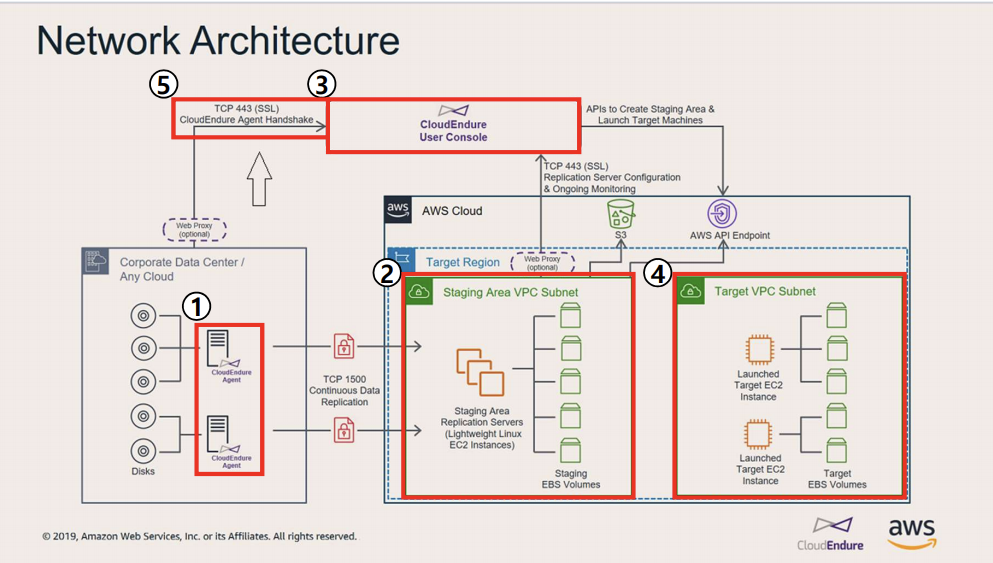 Network Architecture
⑤
③
TCP 443 (SSL)
CloudEndure Agent Handshake
CloudEndure
User Console
APIs to Create Staging Area &
Launch Target Machines
TCP 443 (SSL)
Replication Server Configuration
& Ongoing Monitoring
aws
AWS Cloud
S3
AWS API Endpoint
Web Proxy
(optional)
Corporate Data Center /
Any Cloud
Target Region
Web Proxy
(optional)
①
②
④
Staging Area VPC Subnet
Target VPC Subnet
CloudEndure
Agent
TCP 1500
Continuous Data
Replication
CloudEndure
Agent
Disks
Staging Area
Replication Servers
(Lightweight Linux
EC2 Instances)
Staging
EBS Volumes
Launched
Target EC2
Instance
Launched
Target EC2
Instance
Target
EBS Volumes
© 2019, Amazon Web Services, Inc. or its Affiliates. All rights reserved.
CloudEndure
aws